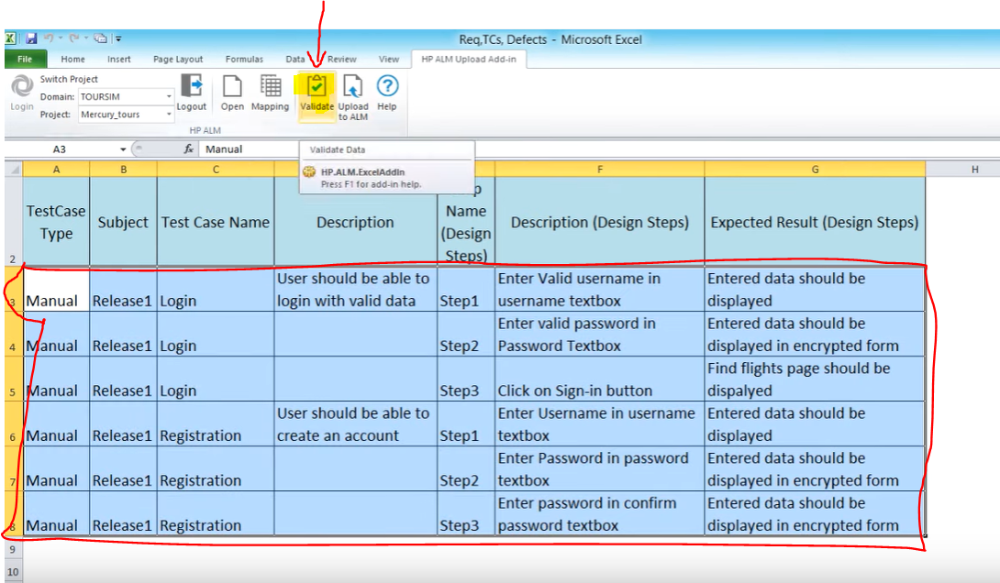 Req,TCs, Defects - Microsoft Excel
File Home Insert Page Layout Formulas Data Review View HP ALM Upload Add-in
Switch Project
Domain: TOURSIM
Project: Mercury_tours
Login Logout Open Mapping Validate Upload to ALM Help
HP ALM
A3 fx Manual
Validate Data
HP.ALM.ExcelAddIn
Press F1 for add-in help.
A B C F G H
2 TestCase Type Subject Test Case Name Description Name (Design Steps) Description (Design Steps) Expected Result (Design Steps)
3 Manual Release1 Login User should be able to login with valid data Step1 Enter Valid username in username textbox Entered data should be displayed
4 Manual Release1 Login Step2 Enter valid password in Password Textbox Entered data should be displayed in encrypted form
5 Manual Release1 Login Step3 Click on Sign-in button Find flights page should be dispalyed
6 Manual Release1 Registration User should be able to create an account Step1 Enter Username in username textbox Entered data should be displayed
7 Manual Release1 Registration Step2 Enter Password in password textbox Entered data should be displayed in encrypted form
8 Manual Release1 Registration Step3 Enter password in confirm password textbox Entered data should be displayed in encrypted form
9
10